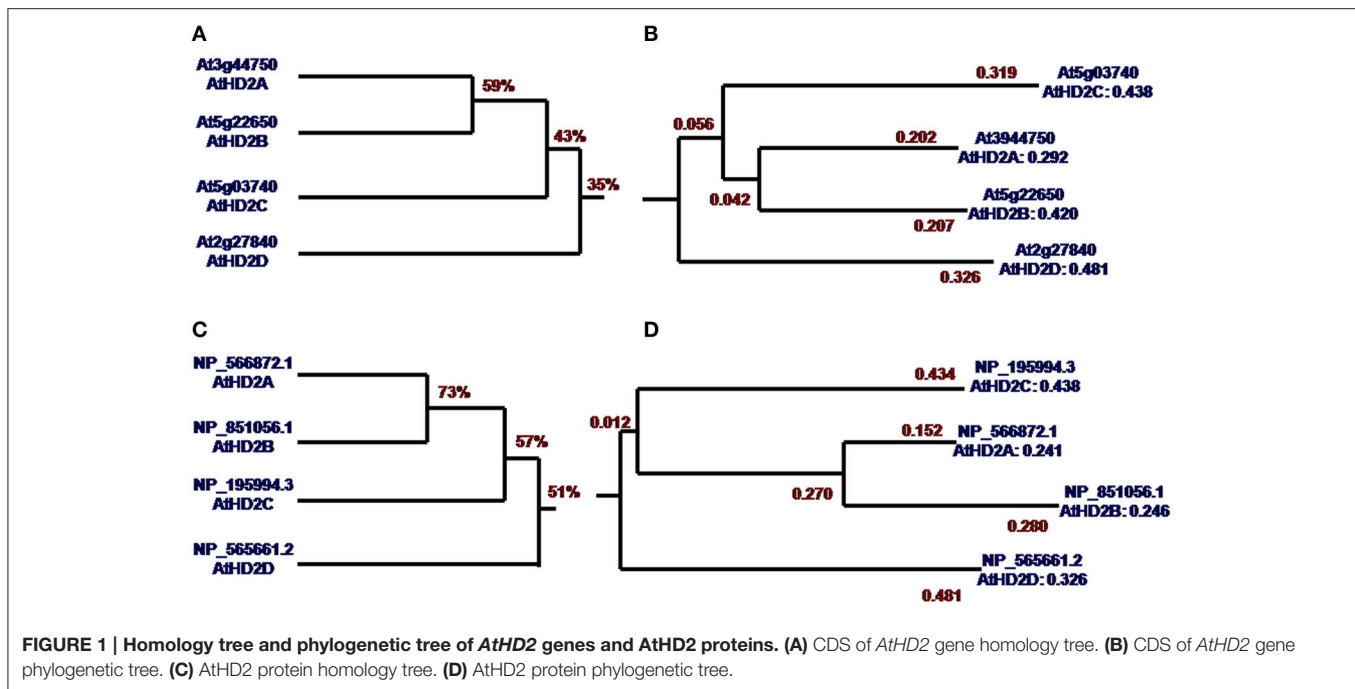 A
At3g44750
AtHD2A
59%
At5g22650
AtHD2B
43%
At5g03740
AtHD2C
35%
At2g27840
AtHD2D
B
0.319
At5g03740
AtHD2C: 0.438
0.056
0.202
At3944750
AtHD2A: 0.292
0.042
At5g22650
AtHD2B: 0.420
0.207
At2g27840
AtHD2D: 0.481
0.326
C
NP_566872.1
AtHD2A
73%
NP_851056.1
AtHD2B
57%
NP_195994.3
AtHD2C
51%
NP_565661.2
AtHD2D
D
0.434
NP_195994.3
AtHD2C: 0.438
0.012
0.152
NP_566872.1
AtHD2A: 0.241
0.270
NP_851056.1
AtHD2B: 0.246
0.280
NP_565661.2
AtHD2D: 0.326
0.481
FIGURE 1 | Homology tree and phylogenetic tree of AtHD2 genes and AtHD2 proteins. (A) CDS of AtHD2 gene homology tree. (B) CDS of AtHD2 gene
phylogenetic tree. (C) AtHD2 protein homology tree. (D) AtHD2 protein phylogenetic tree.